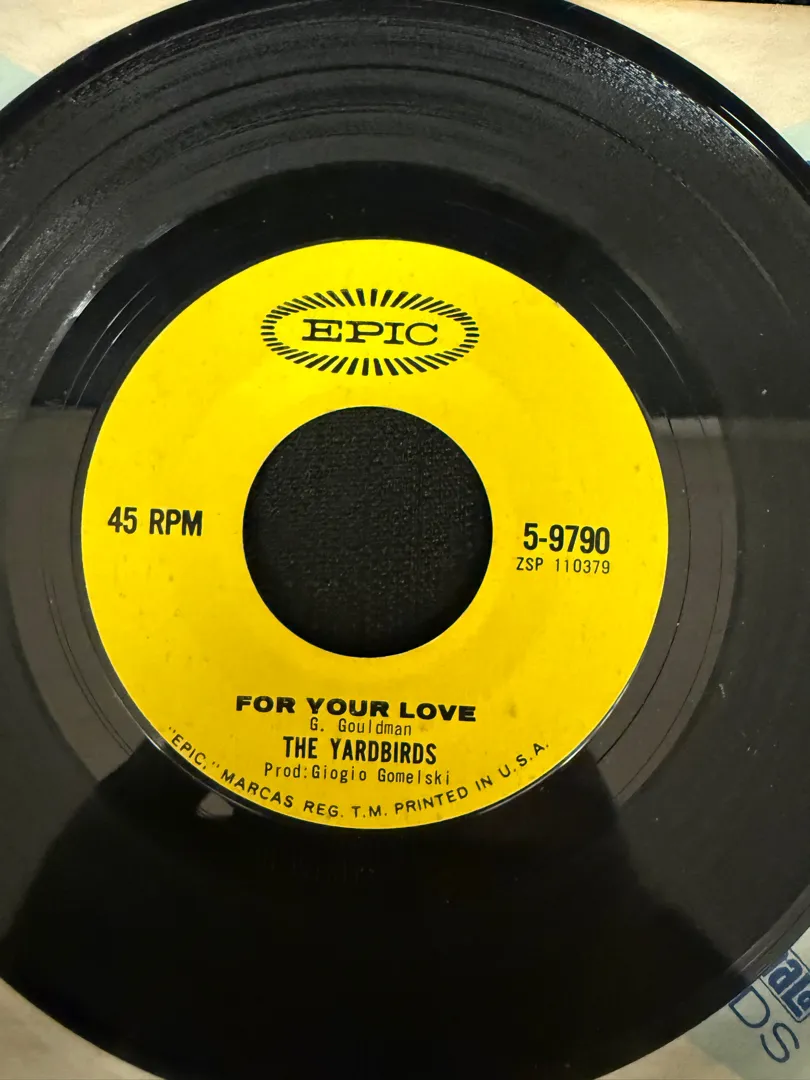 EPIC
45 RPM
5-9790
ZSP 110379
FOR YOUR LOVE
G. Gouldman
THE YARDBIRDS
Prod:Giogio Gomelski
"EPIC," MARCAS REG. T.M. PRINTED IN U.S.A.
DS